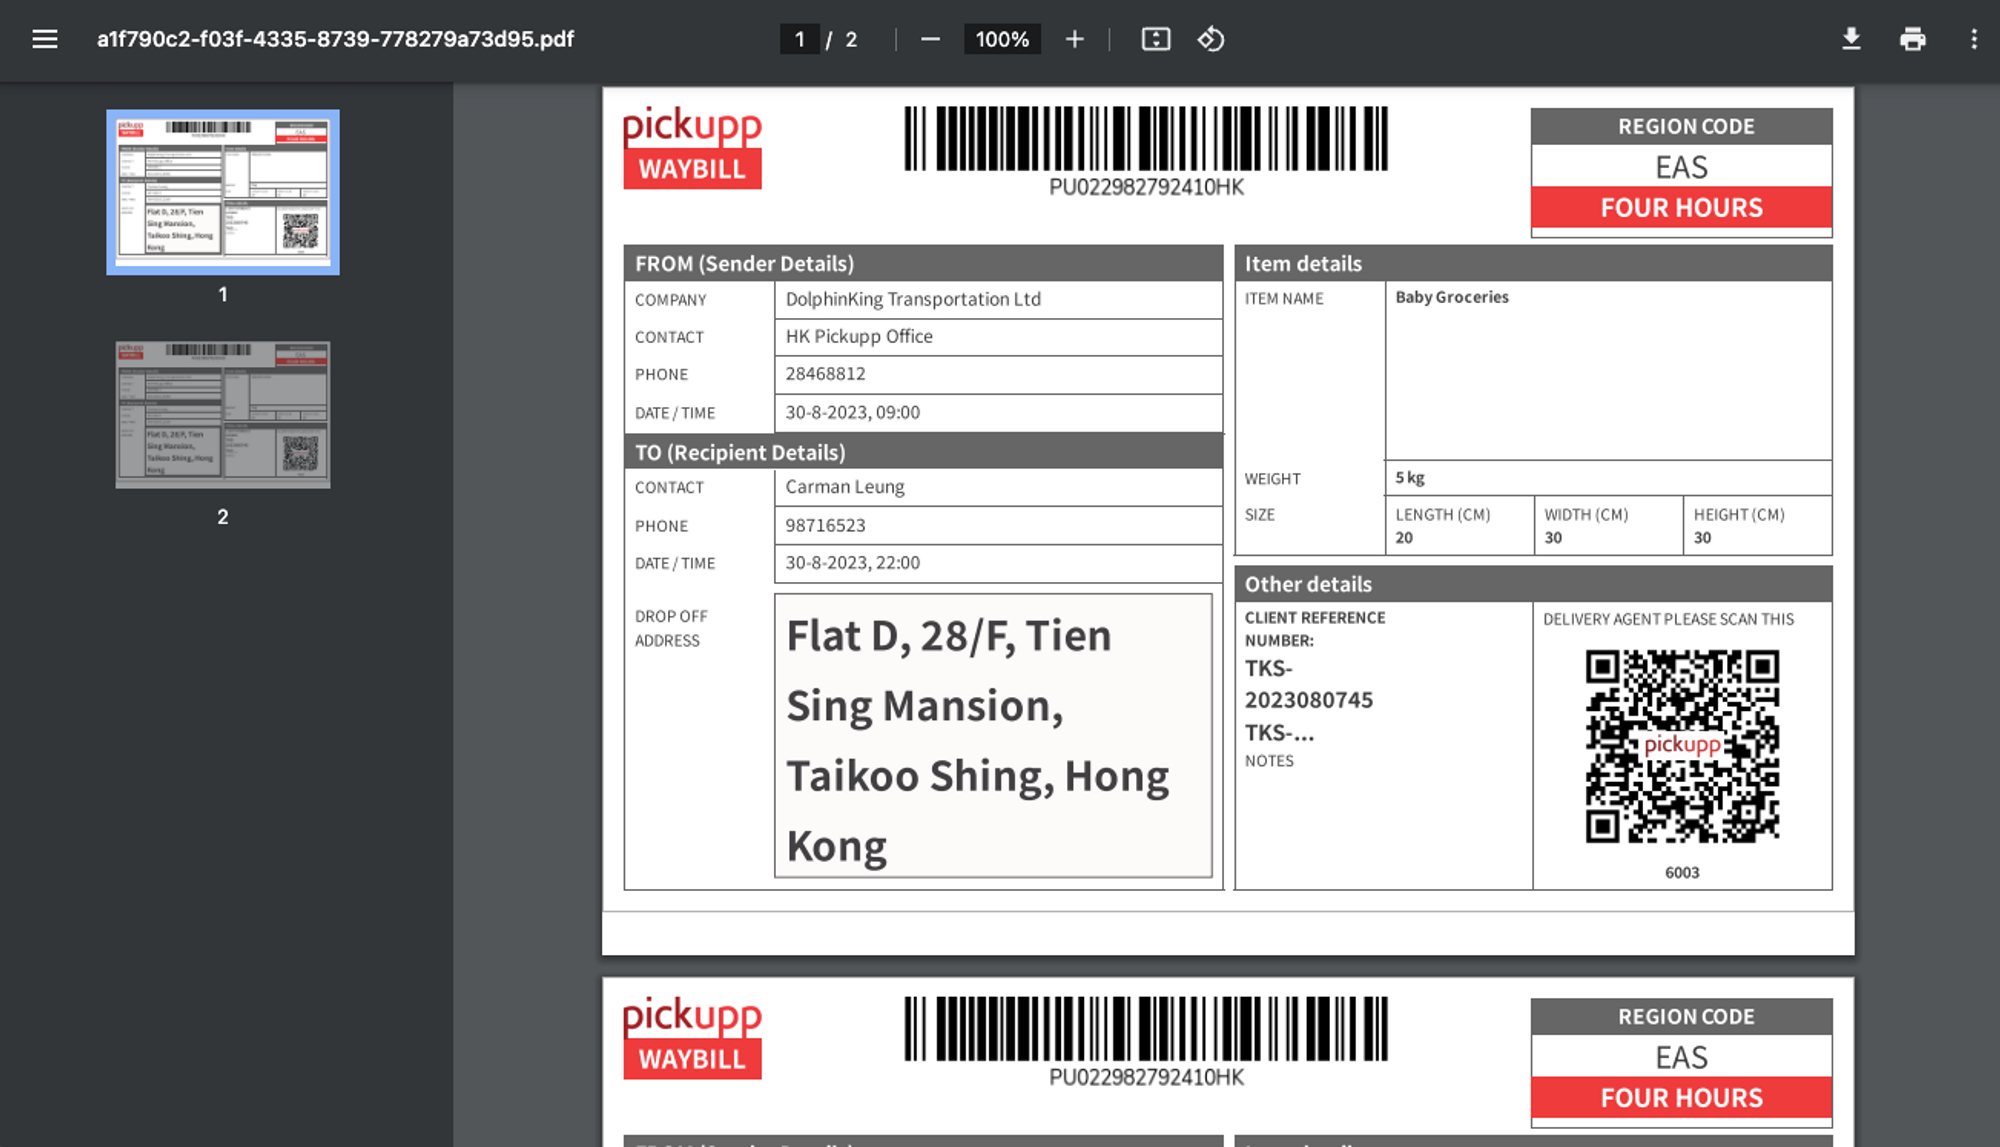 a1f790c2-f03f-4335-8739-778279a73d95.pdf
1 / 2
100%
1
2
pickupp
WAYBILL
PU022982792410HK
REGION CODE
EAS
FOUR HOURS
FROM (Sender Details)
COMPANY DolphinKing Transportation Ltd
CONTACT HK Pickupp Office
PHONE 28468812
DATE / TIME 30-8-2023, 09:00
TO (Recipient Details)
CONTACT Carman Leung
PHONE 98716523
DATE / TIME 30-8-2023, 22:00
DROP OFF
ADDRESS
Flat D, 28/F, Tien
Sing Mansion,
Taikoo Shing, Hong
Kong
Item details
ITEM NAME Baby Groceries
WEIGHT 5 kg
SIZE LENGTH (CM) WIDTH (CM) HEIGHT (CM)
20 30 30
Other details
CLIENT REFERENCE
NUMBER:
TKS-
2023080745
TKS-...
NOTES
DELIVERY AGENT PLEASE SCAN THIS
pickupp
6003
pickupp
WAYBILL
PU022982792410HK
REGION CODE
EAS
FOUR HOURS